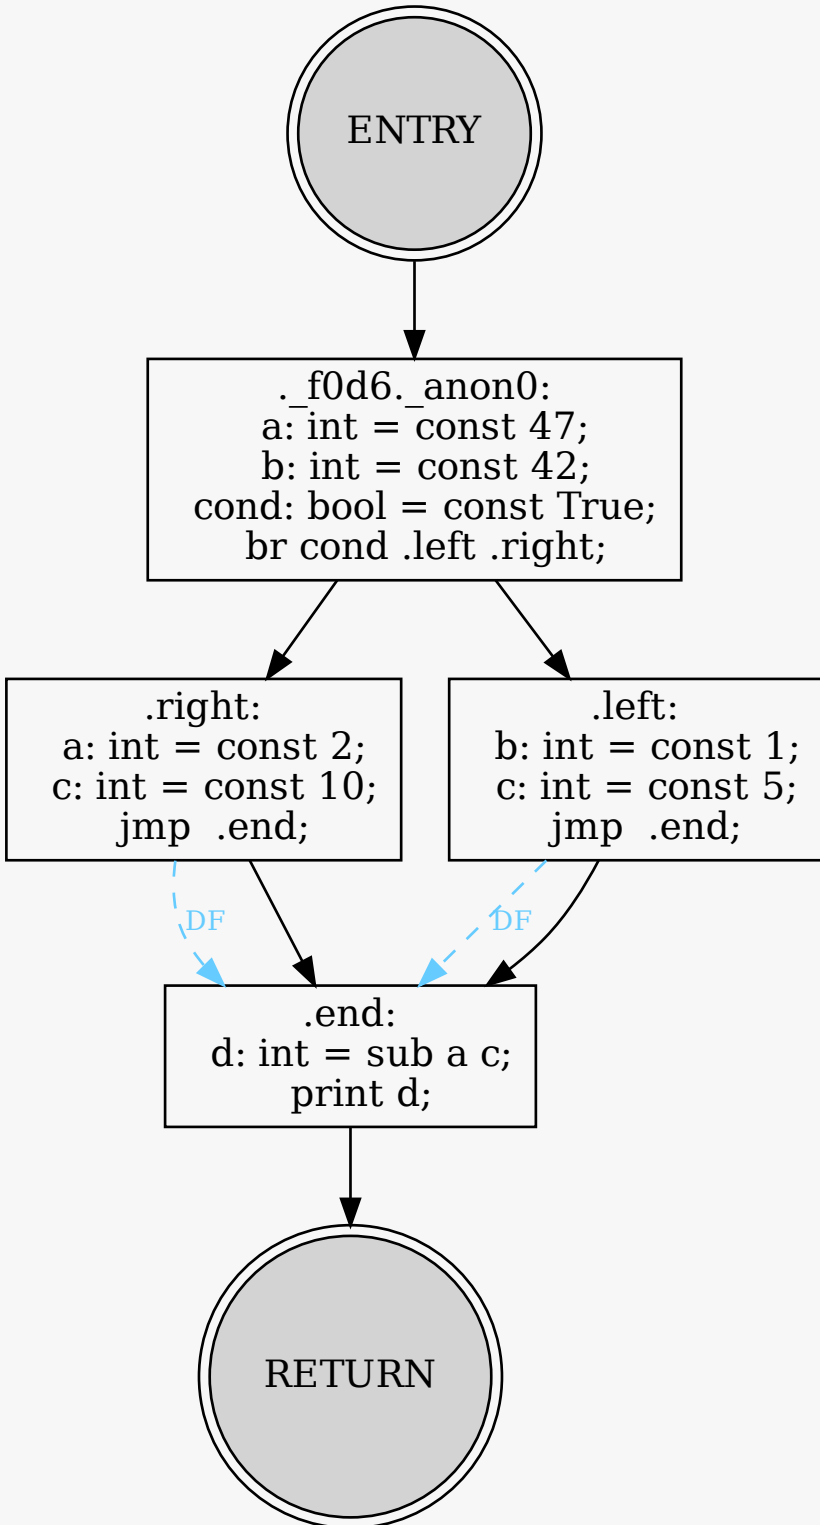 ENTRY
._f0d6._anon0:
a: int = const 47;
b: int = const 42;
cond: bool = const True;
br cond .left .right;
.right:
a: int = const 2;
c: int = const 10;
jmp  .end;
.left:
b: int = const 1;
c: int = const 5;
jmp  .end;
DF
DF
.end:
d: int = sub a c;
print d;
RETURN